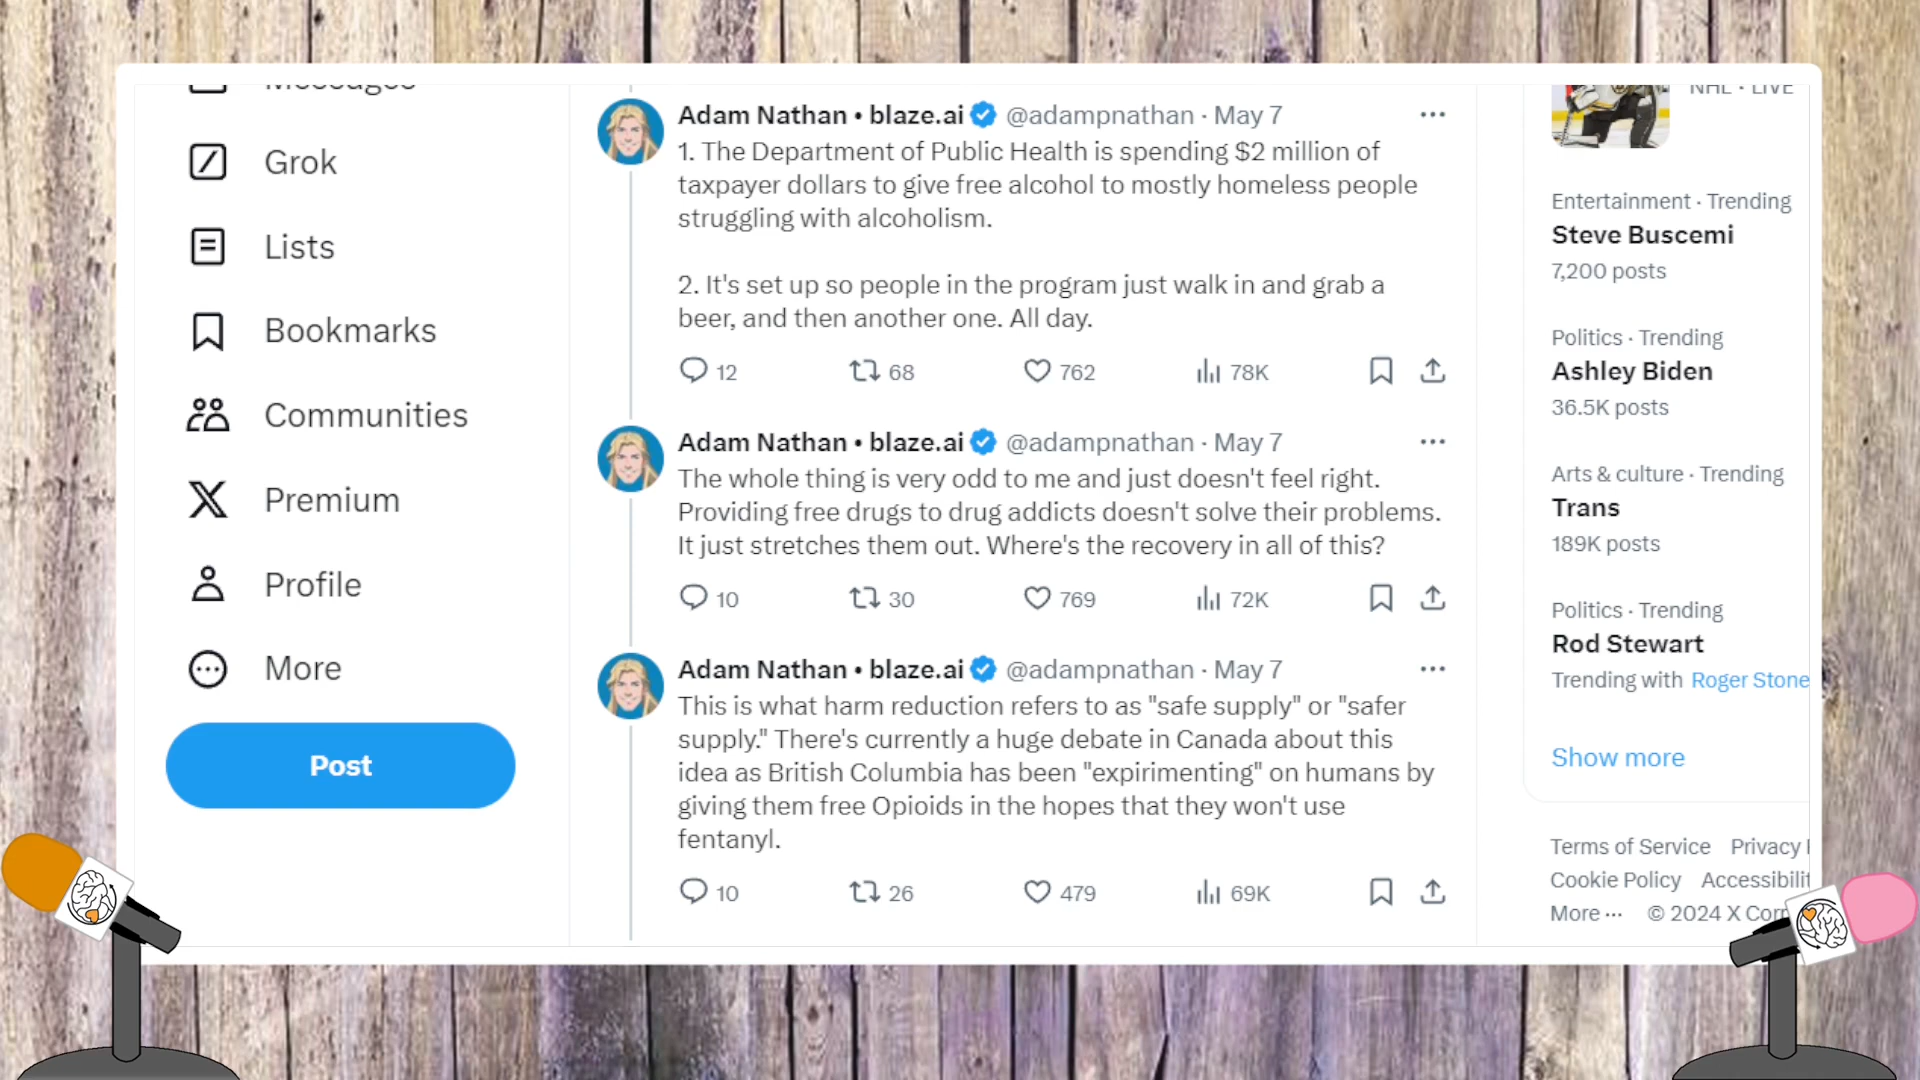 Messages
Grok
Lists
Bookmarks
Communities
Premium
Profile
More
Post
Adam Nathan • blaze.ai @adampnathan · May 7
1. The Department of Public Health is spending $2 million of
taxpayer dollars to give free alcohol to mostly homeless people
struggling with alcoholism.
2. It's set up so people in the program just walk in and grab a
beer, and then another one. All day.
12 68 762 78K
Adam Nathan • blaze.ai @adampnathan · May 7
The whole thing is very odd to me and just doesn't feel right.
Providing free drugs to drug addicts doesn't solve their problems.
It just stretches them out. Where's the recovery in all of this?
10 30 769 72K
Adam Nathan • blaze.ai @adampnathan · May 7
This is what harm reduction refers to as "safe supply" or "safer
supply." There's currently a huge debate in Canada about this
idea as British Columbia has been "expirimenting" on humans by
giving them free Opioids in the hopes that they won't use
fentanyl.
10 26 479 69K
NHL · LIVE
Entertainment · Trending
Steve Buscemi
7,200 posts
Politics · Trending
Ashley Biden
36.5K posts
Arts & culture · Trending
Trans
189K posts
Politics · Trending
Rod Stewart
Trending with Roger Stone
Show more
Terms of Service Privacy
Cookie Policy Accessibilit
More ··· © 2024 X Corp